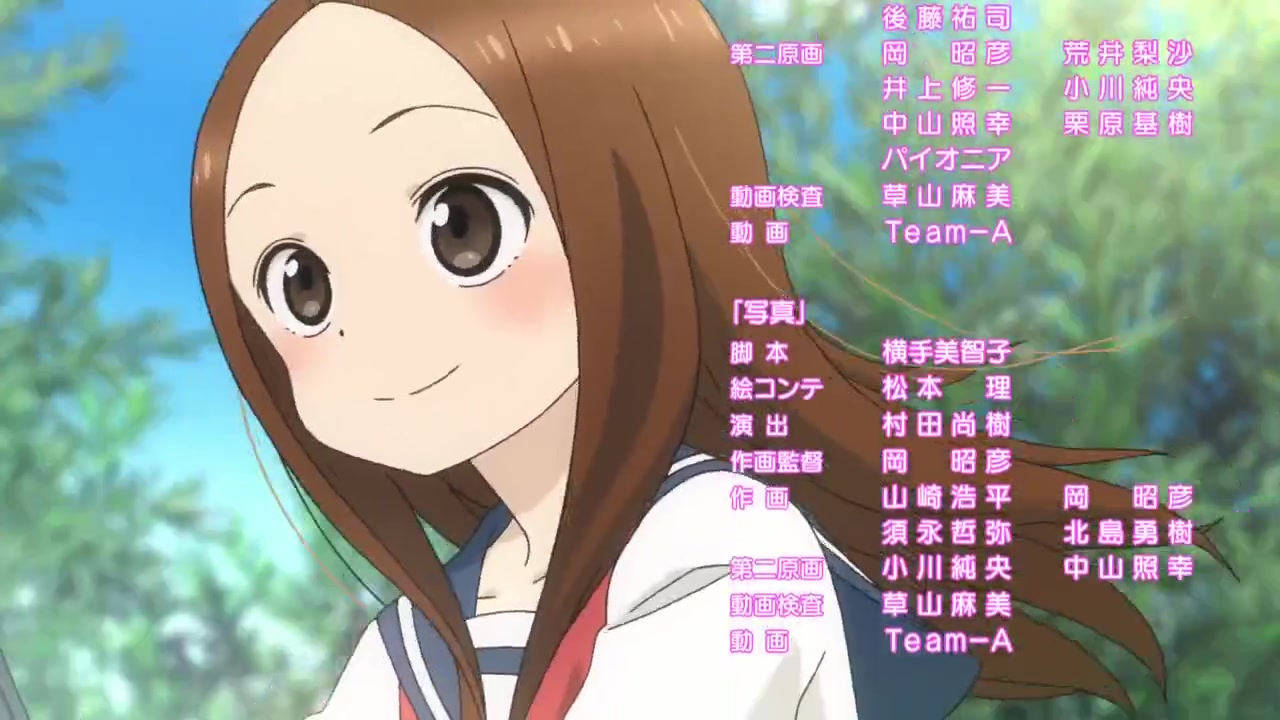 後藤祐司
第二原画 岡 昭彦 荒井梨沙
井上修一 小川純央
中山照幸 栗原基樹
パイオニア
動画検査 草山麻美
動画 Team-A
「写真」
脚本 横手美智子
絵コンテ 松本 理
演出 村田尚樹
作画監督 岡 昭彦
作画 山崎浩平 岡 昭彦
須永哲弥 北島勇樹
第二原画 小川純央 中山照幸
動画検査 草山麻美
動画 Team-A